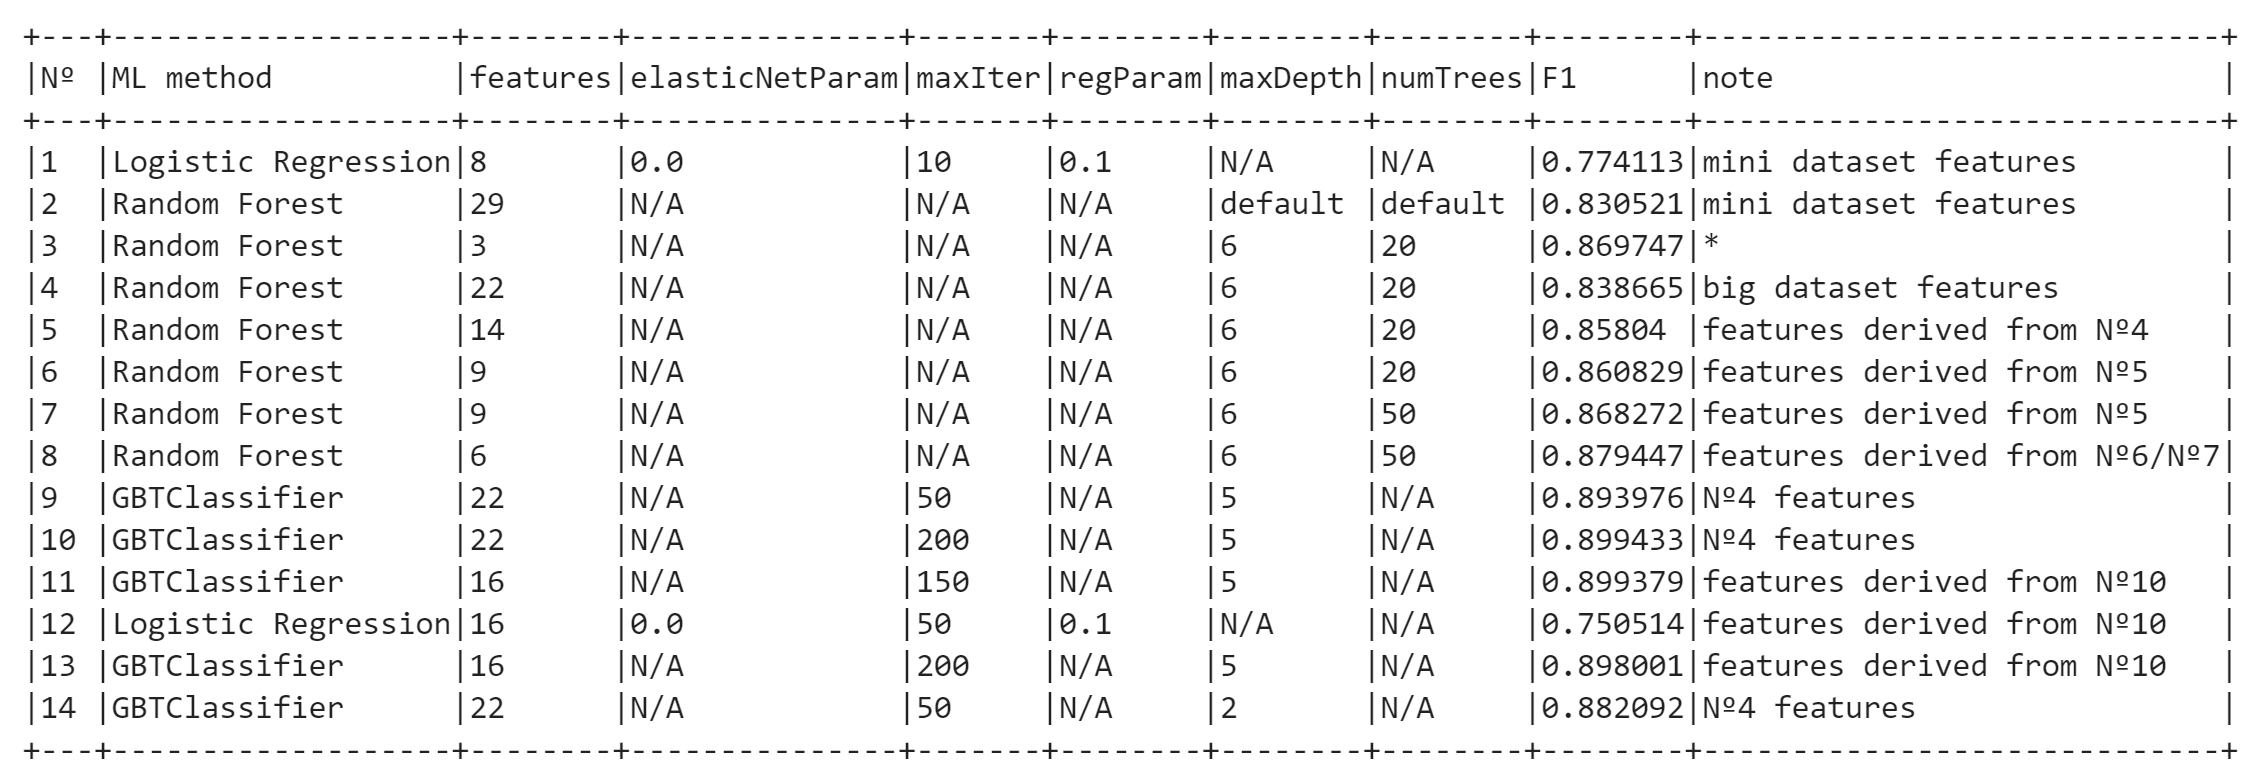 +---+-------------------+--------+---------------+-------+--------+--------+--------+--------+-----------------------------+
|Nº |ML method          |features|elasticNetParam|maxIter|regParam|maxDepth|numTrees|F1      |note                         |
+---+-------------------+--------+---------------+-------+--------+--------+--------+--------+-----------------------------+
|1  |Logistic Regression|8       |0.0            |10     |0.1     |N/A     |N/A     |0.774113|mini dataset features        |
|2  |Random Forest      |29      |N/A            |N/A    |N/A     |default |default |0.830521|mini dataset features        |
|3  |Random Forest      |3       |N/A            |N/A    |N/A     |6       |20      |0.869747|*                            |
|4  |Random Forest      |22      |N/A            |N/A    |N/A     |6       |20      |0.838665|big dataset features         |
|5  |Random Forest      |14      |N/A            |N/A    |N/A     |6       |20      |0.85804 |features derived from Nº4    |
|6  |Random Forest      |9       |N/A            |N/A    |N/A     |6       |20      |0.860829|features derived from Nº5    |
|7  |Random Forest      |9       |N/A            |N/A    |N/A     |6       |50      |0.868272|features derived from Nº5    |
|8  |Random Forest      |6       |N/A            |N/A    |N/A     |6       |50      |0.879447|features derived from Nº6/Nº7|
|9  |GBTClassifier      |22      |N/A            |50     |N/A     |5       |N/A     |0.893976|Nº4 features                 |
|10 |GBTClassifier      |22      |N/A            |200    |N/A     |5       |N/A     |0.899433|Nº4 features                 |
|11 |GBTClassifier      |16      |N/A            |150    |N/A     |5       |N/A     |0.899379|features derived from Nº10   |
|12 |Logistic Regression|16      |0.0            |50     |0.1     |N/A     |N/A     |0.750514|features derived from Nº10   |
|13 |GBTClassifier      |16      |N/A            |200    |N/A     |5       |N/A     |0.898001|features derived from Nº10   |
|14 |GBTClassifier      |22      |N/A            |50     |N/A     |2       |N/A     |0.882092|Nº4 features                 |
+---+-------------------+--------+---------------+-------+--------+--------+--------+--------+-----------------------------+